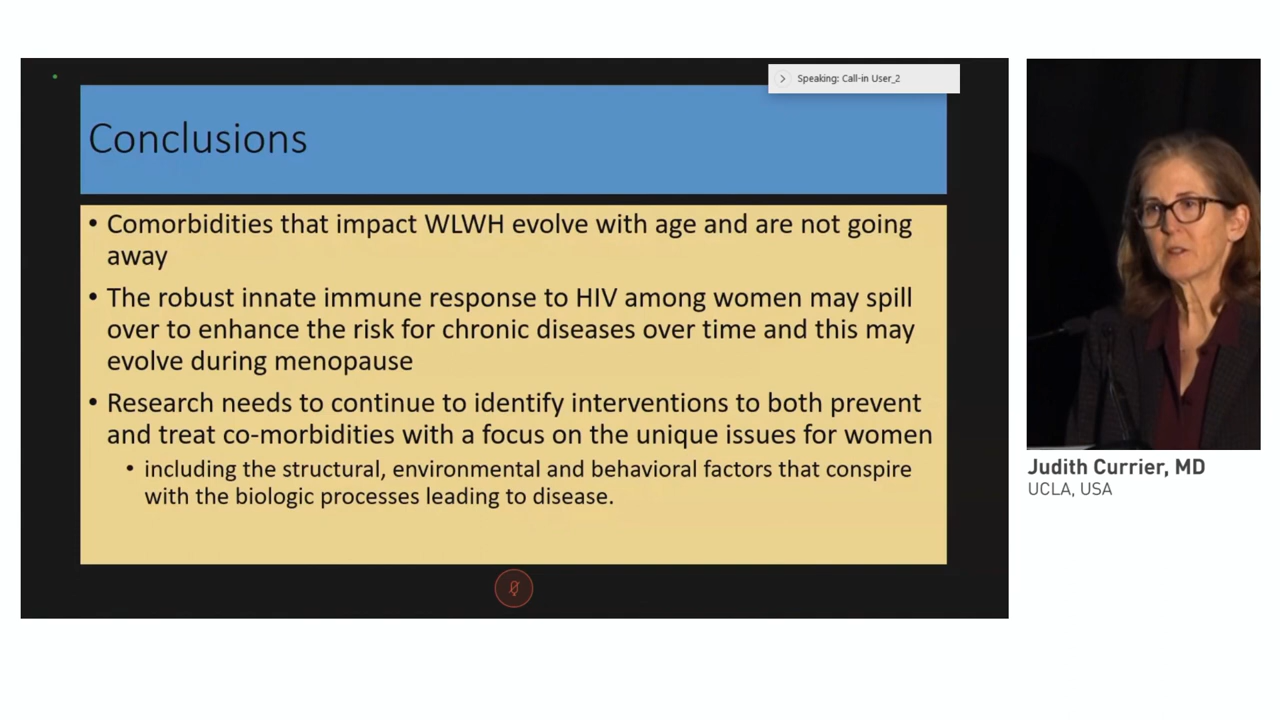 Speaking: Call-in User_2
Conclusions
• Comorbidities that impact WLWH evolve with age and are not going
away
• The robust innate immune response to HIV among women may spill
over to enhance the risk for chronic diseases over time and this may
evolve during menopause
• Research needs to continue to identify interventions to both prevent
and treat co-morbidities with a focus on the unique issues for women
• including the structural, environmental and behavioral factors that conspire
with the biologic processes leading to disease.
Judith Currier, MD
UCLA, USA